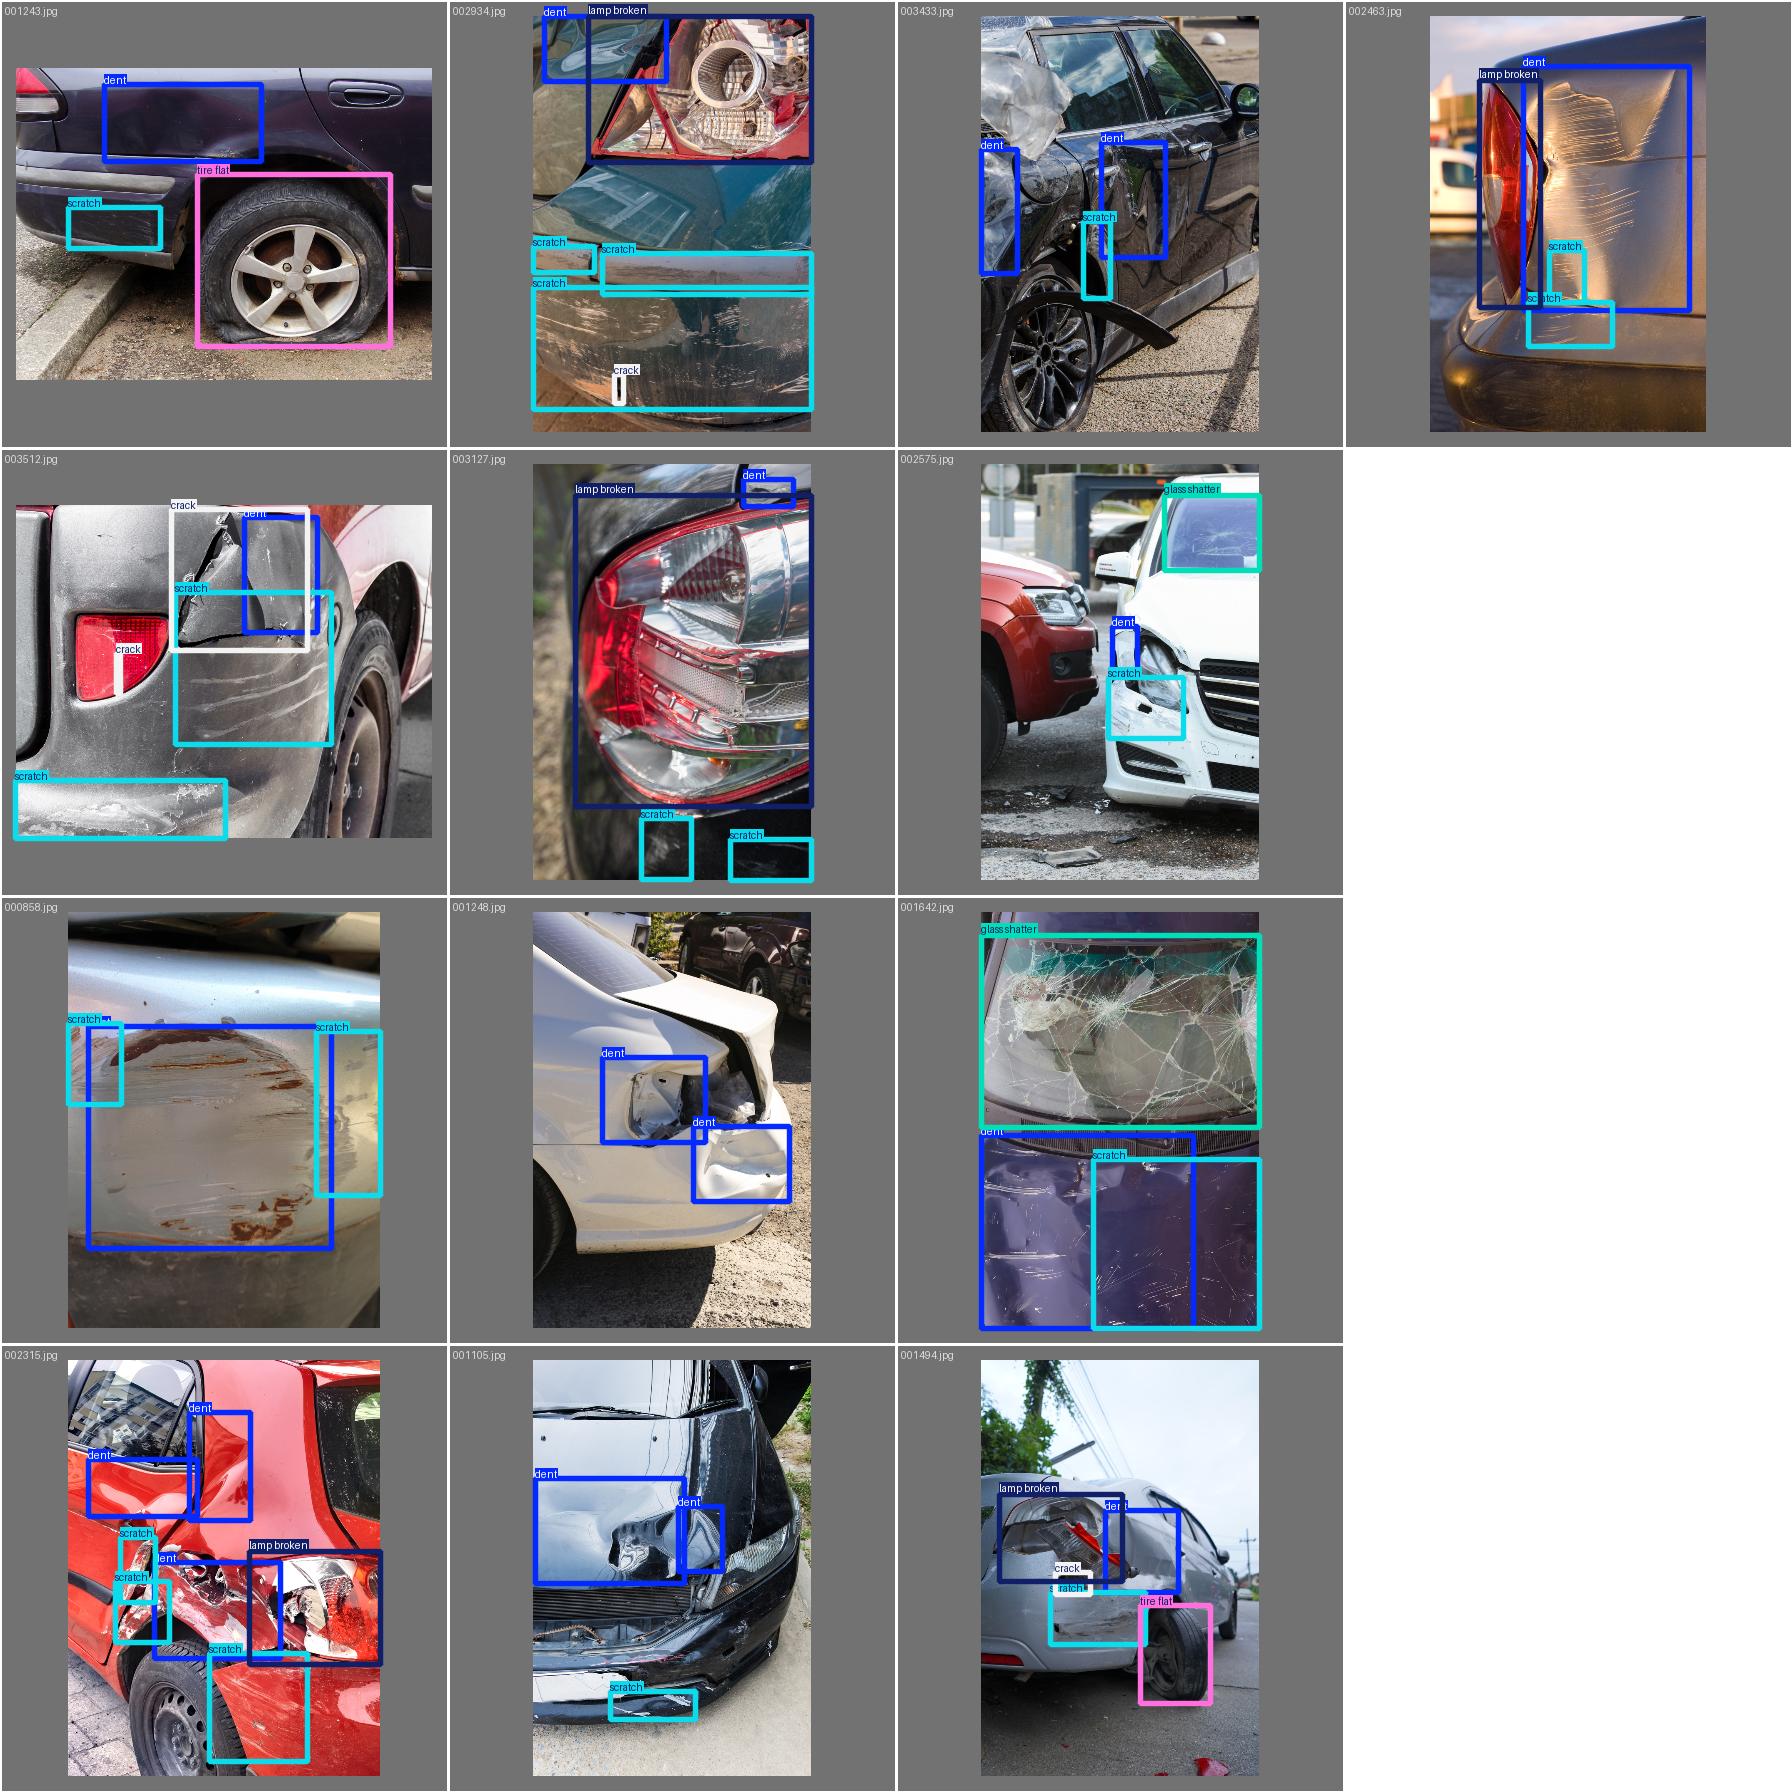 001243.jpg
dent
tire flat
scratch
002934.jpg
dent
lamp broken
scratch
scratch
scratch
crack
003433.jpg
dent
dent
scratch
002463.jpg
dent
lamp broken
scratch
scratch
003512.jpg
crack
dent
scratch
crack
scratch
003127.jpg
dent
lamp broken
scratch
scratch
002575.jpg
glass shatter
dent
scratch
000858.jpg
scratch
scratch
001248.jpg
dent
dent
001642.jpg
glass shatter
dent
scratch
002315.jpg
dent
dent
scratch
dent
lamp broken
scratch
scratch
001105.jpg
dent
dent
scratch
001494.jpg
lamp broken
dent
crack
scratch
tire flat